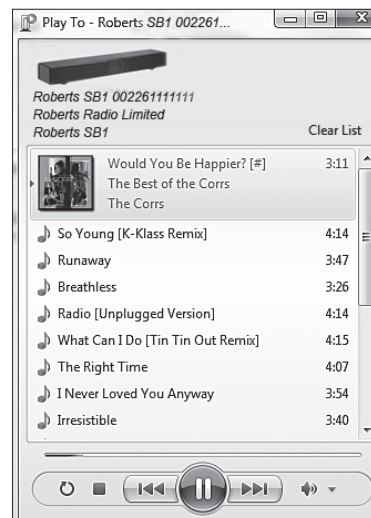 Play To - Roberts SB1 002261...
Roberts SB1 002261111111
Roberts Radio Limited
Roberts SB1
Clear List
Would You Be Happier? [#] 3:11
The Best of the Corrs
The Corrs
So Young [K-Klass Remix] 4:14
Runaway 3:47
Breathless 3:26
Radio [Unplugged Version] 4:14
What Can I Do [Tin Tin Out Remix] 4:15
The Right Time 4:07
I Never Loved You Anyway 3:54
Irresistible 3:40